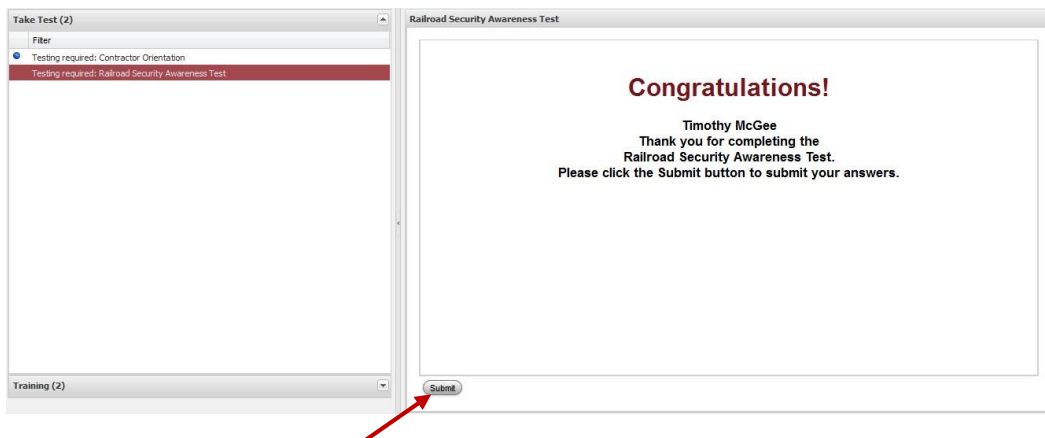 Take Test (2)
Filter
Testing required: Contractor Orientation
Testing required: Railroad Security Awareness Test
Training (2)
Railroad Security Awareness Test
Congratulations!
Timothy McGee
Thank you for completing the
Railroad Security Awareness Test.
Please click the Submit button to submit your answers.
Submit